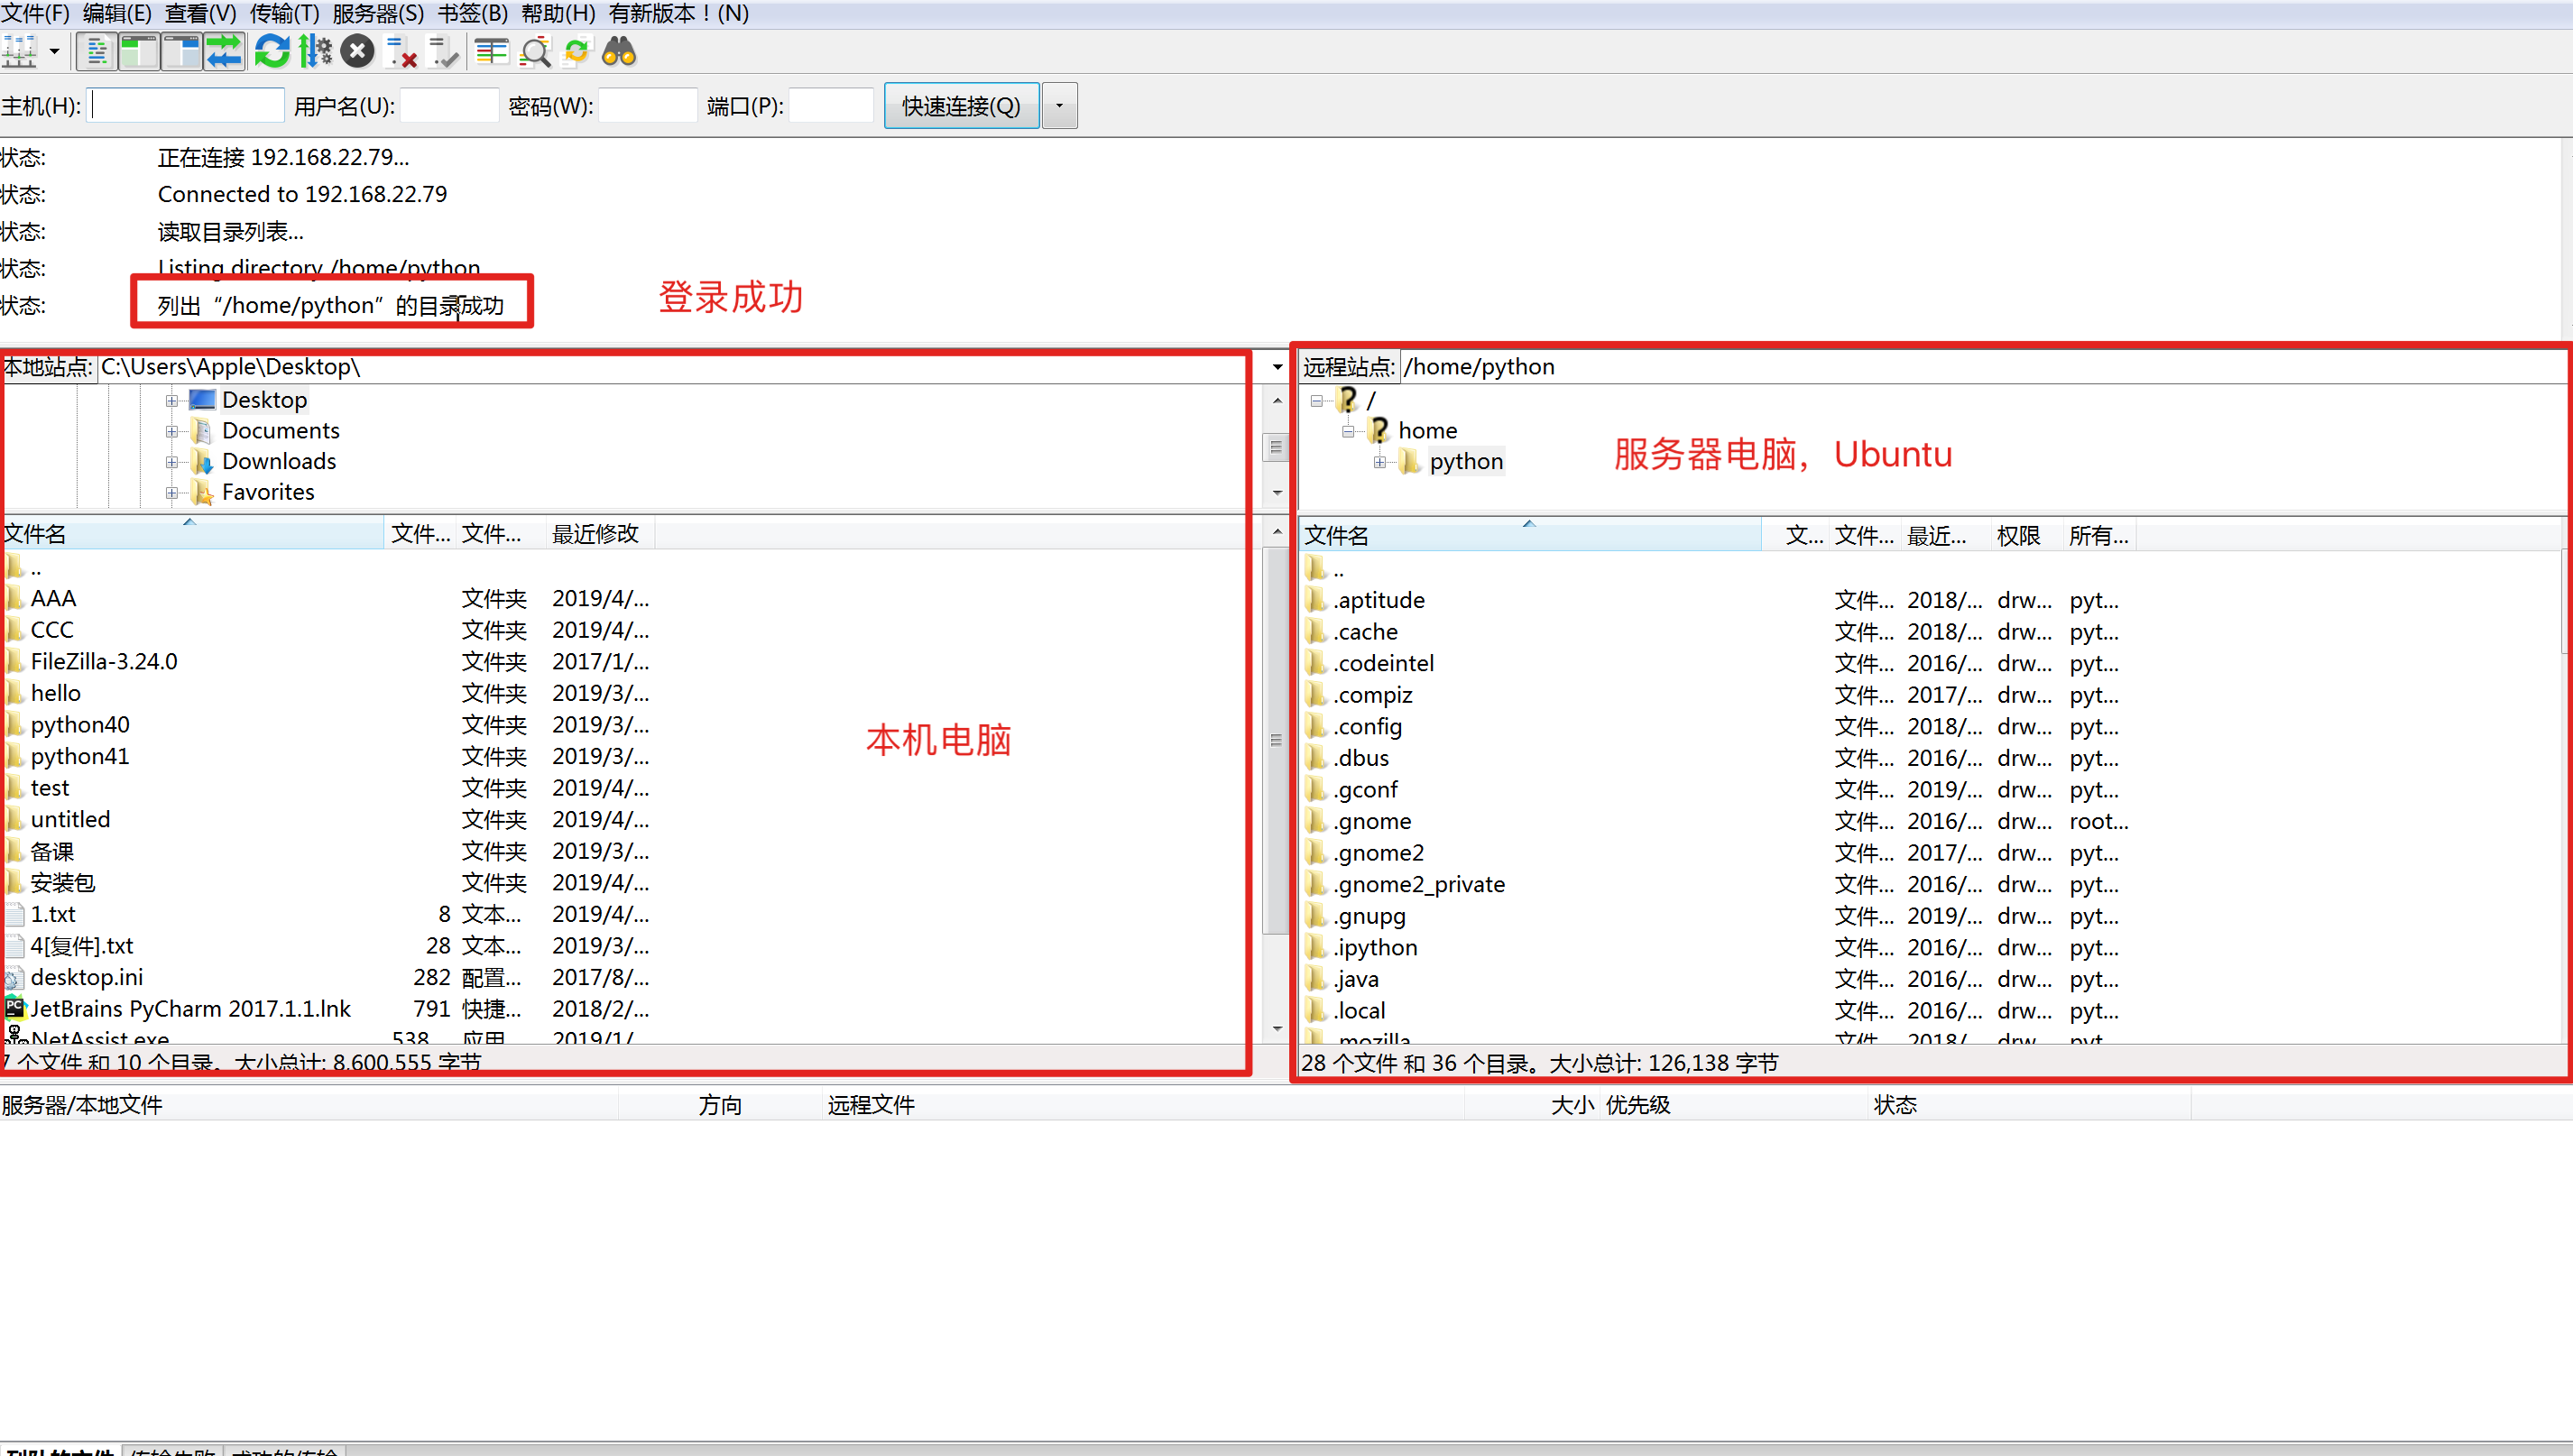 文件(F) 编辑(E) 查看(V) 传输(T) 服务器(S) 书签(B) 帮助(H) 有新版本！(N)
主机(H): 用户名(U): 密码(W): 端口(P): 快速连接(Q)
状态: 正在连接 192.168.22.79...
状态: Connected to 192.168.22.79
状态: 读取目录列表...
状态: Listing directory /home/python
状态: 列出“/home/python”的目录成功
登录成功
本地站点: C:\Users\Apple\Desktop\
Desktop
Documents
Downloads
Favorites
文件名 文件... 文件... 最近修改
..
AAA 文件夹 2019/4/...
CCC 文件夹 2019/4/...
FileZilla-3.24.0 文件夹 2017/1/...
hello 文件夹 2019/3/...
python40 文件夹 2019/3/...
python41 文件夹 2019/3/...
test 文件夹 2019/4/...
untitled 文件夹 2019/4/...
备课 文件夹 2019/3/...
安装包 文件夹 2019/4/...
1.txt 8 文本... 2019/4/...
4[复件].txt 28 文本... 2019/3/...
desktop.ini 282 配置... 2017/8/...
JetBrains PyCharm 2017.1.1.lnk 791 快捷... 2018/2/...
NetAssist.exe 538... 应用... 2019/1/...
7 个文件 和 10 个目录。大小总计: 8,600,555 字节
本机电脑
远程站点: /home/python
/
home
python
服务器电脑，Ubuntu
文件名 文... 文件... 最近... 权限 所有...
..
.aptitude 文件... 2018/... drw... pyt...
.cache 文件... 2018/... drw... pyt...
.codeintel 文件... 2016/... drw... pyt...
.compiz 文件... 2017/... drw... pyt...
.config 文件... 2018/... drw... pyt...
.dbus 文件... 2016/... drw... pyt...
.gconf 文件... 2019/... drw... pyt...
.gnome 文件... 2016/... drw... root...
.gnome2 文件... 2017/... drw... pyt...
.gnome2_private 文件... 2016/... drw... pyt...
.gnupg 文件... 2019/... drw... pyt...
.ipython 文件... 2016/... drw... pyt...
.java 文件... 2016/... drw... pyt...
.local 文件... 2016/... drw... pyt...
.mozilla 文件... 2018/... drw... pyt...
28 个文件 和 36 个目录。大小总计: 126,138 字节
服务器/本地文件 方向 远程文件 大小 优先级 状态
列队的文件 传输失败 成功的传输